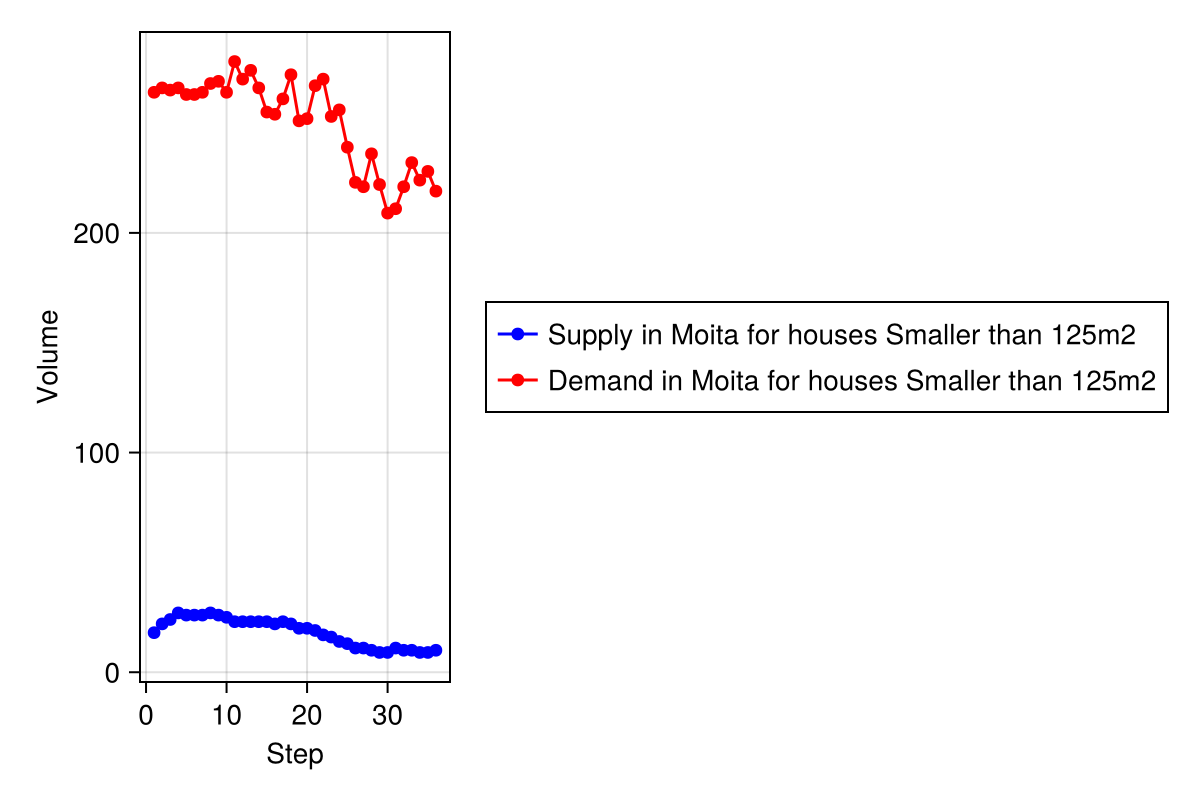 Volume
200
100
0
0 10 20 30
Step
Supply in Moita for houses Smaller than 125m2
Demand in Moita for houses Smaller than 125m2